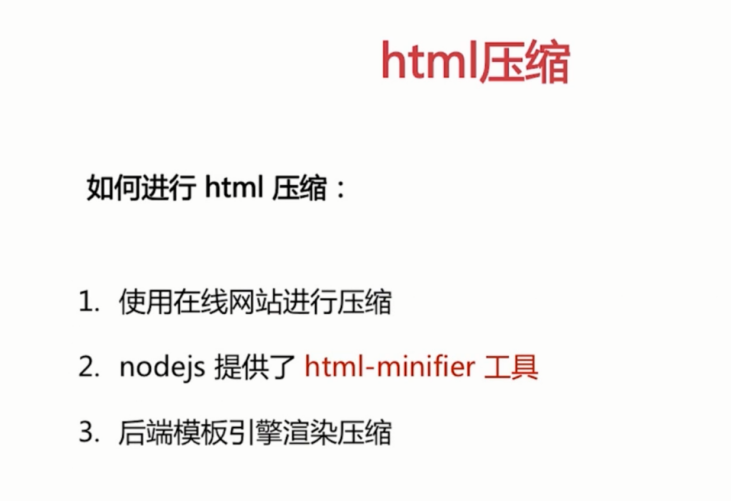 html压缩
如何进行 html 压缩：
1. 使用在线网站进行压缩
2. nodejs 提供了 html-minifier 工具
3. 后端模板引擎渲染压缩